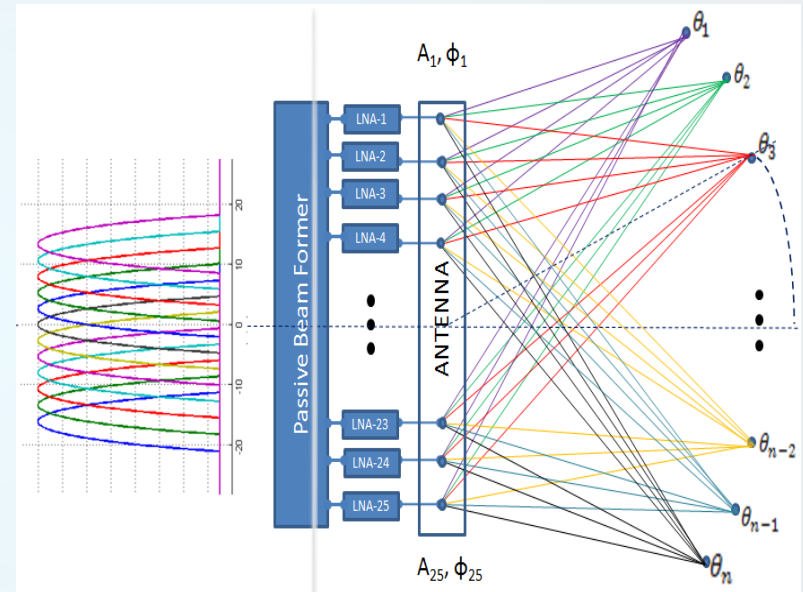 20
10
0
-10
-20
Passive Beam Former
LNA-1
LNA-2
LNA-3
LNA-4
LNA-23
LNA-24
LNA-25
ANTENNA
A₁, ϕ₁
A₂₅, ϕ₂₅
θ₁
θ₂
θ₃
θₙ₋₂
θₙ₋₁
θₙ